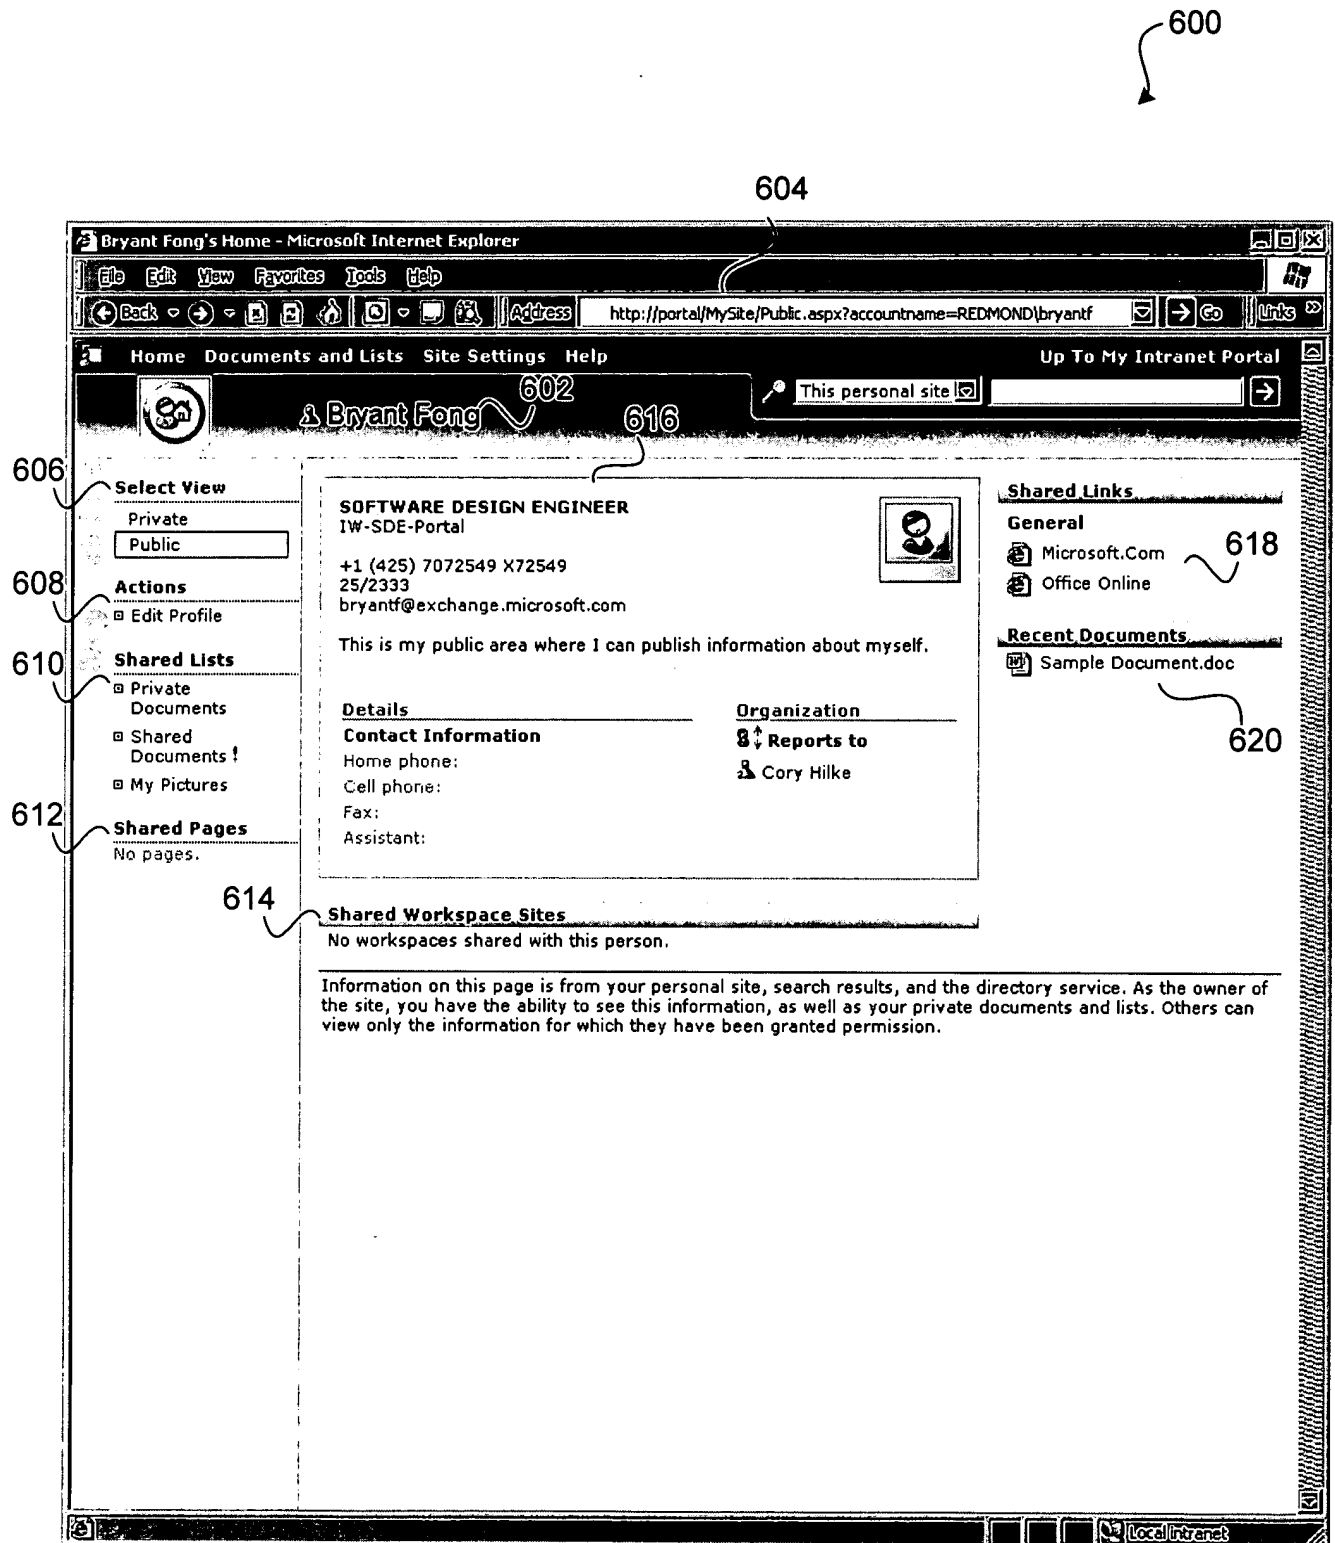 600
604
Bryant Fong's Home - Microsoft Internet Explorer
File Edit View Favorites Tools Help
Back Address http://portal/MySite/Public.aspx?accountname=REDMOND\bryantf Go Links »
Home Documents and Lists Site Settings Help Up To My Intranet Portal
This personal site
Bryant Fong 602
616
606
Select View
Private
Public
608
Actions
Edit Profile
610
Shared Lists
Private
Documents
Shared
Documents !
My Pictures
612
Shared Pages
No pages.
SOFTWARE DESIGN ENGINEER
IW-SDE-Portal
+1 (425) 7072549 X72549
25/2333
bryantf@exchange.microsoft.com
This is my public area where I can publish information about myself.
Details
Contact Information
Home phone:
Cell phone:
Fax:
Assistant:
Organization
Reports to
Cory Hilke
Shared Links
General
Microsoft.Com
Office Online
618
Recent Documents
Sample Document.doc
620
614
Shared Workspace Sites
No workspaces shared with this person.
Information on this page is from your personal site, search results, and the directory service. As the owner of
the site, you have the ability to see this information, as well as your private documents and lists. Others can
view only the information for which they have been granted permission.
Local intranet